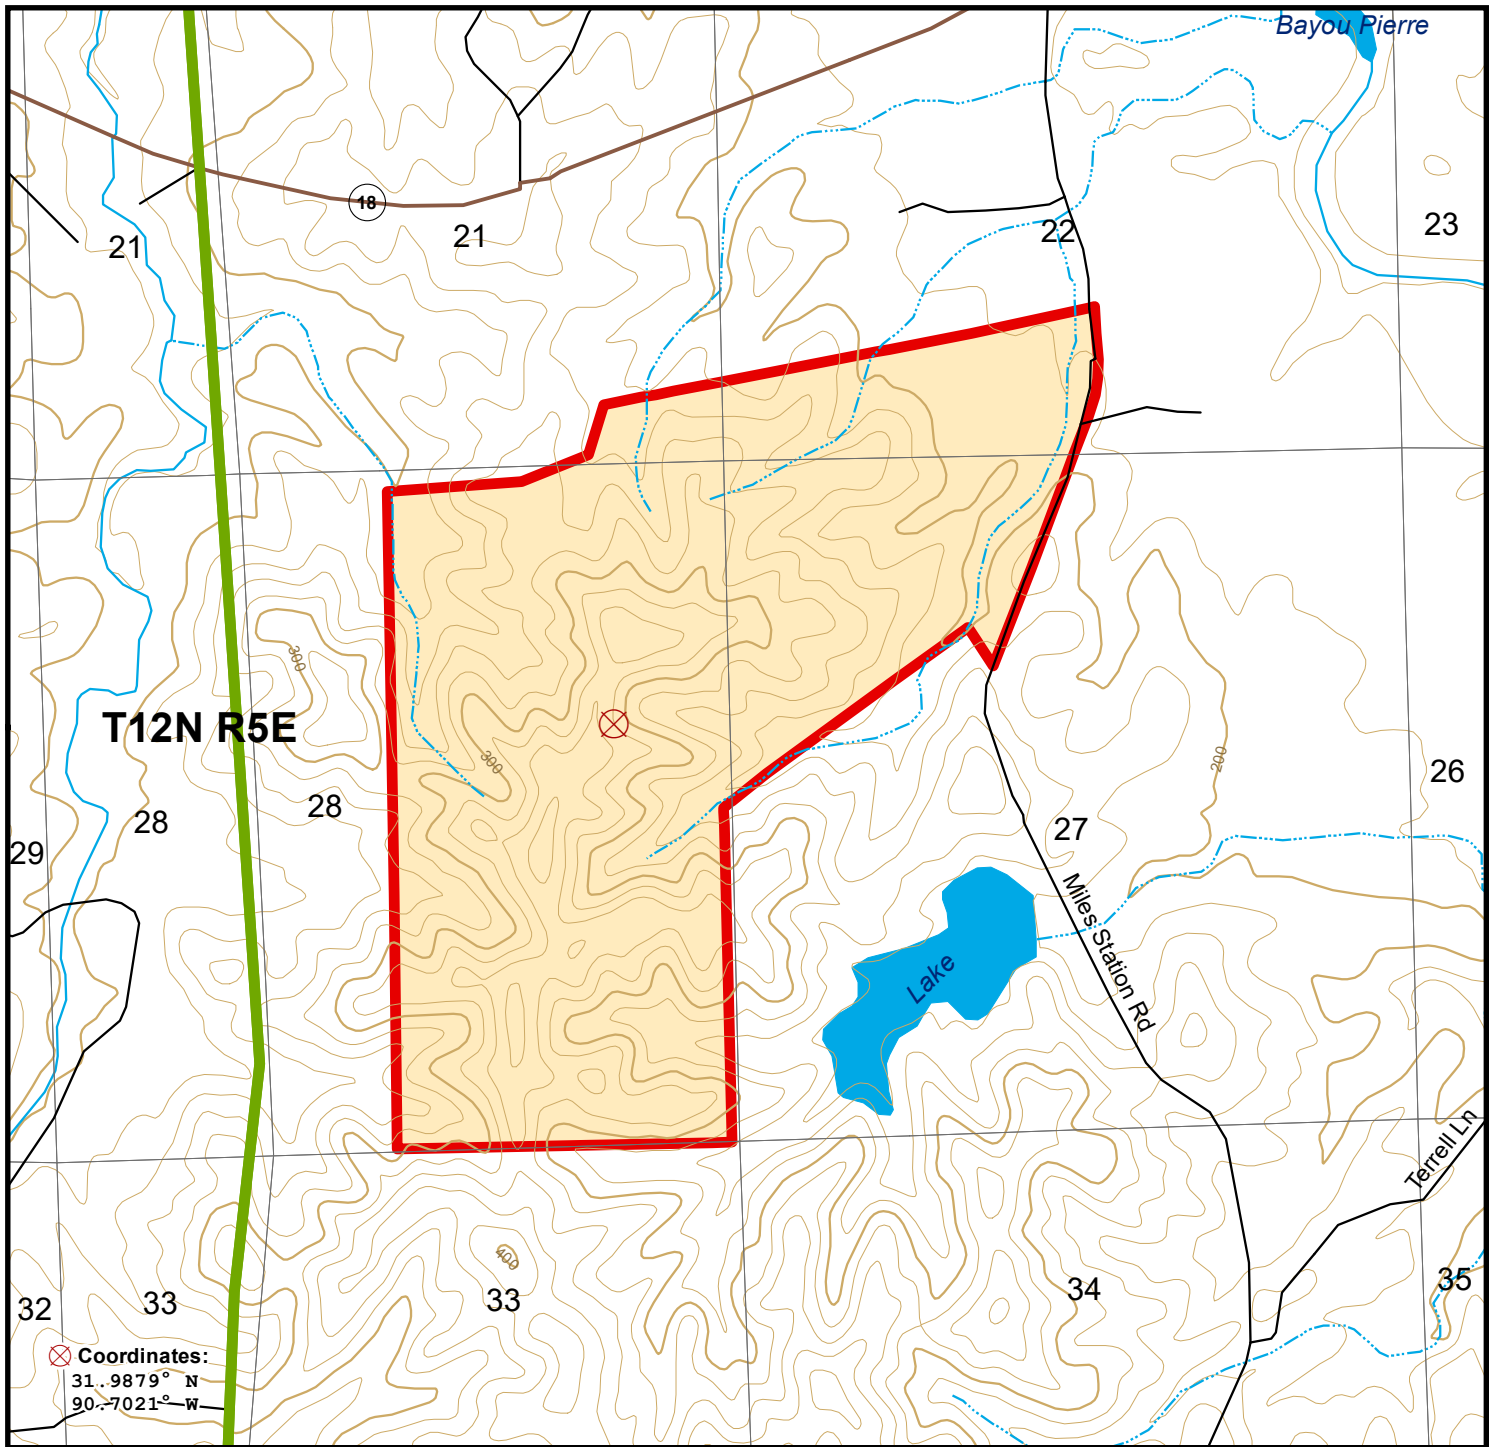 Bayou Pierre
18
21
21
22
23
300
T12N R5E
300
200
28
28
29
27
26
Miles Station Rd
Lake
Terrell Ln
400
32
33
33
34
35
Coordinates:
31.9879° N
90.7021° W